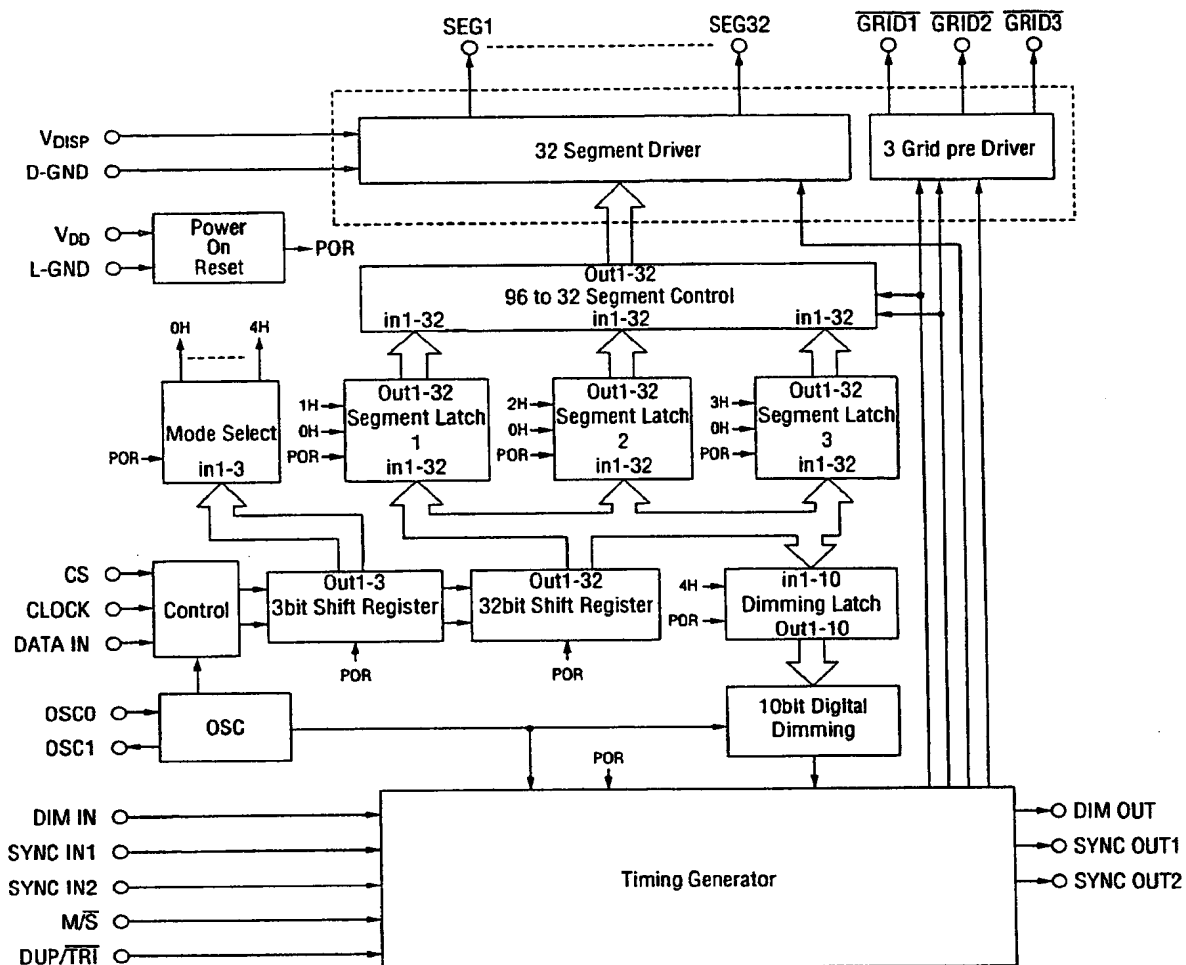 SEG1
SEG32
GRID1
GRID2
GRID3
VDISP
D-GND
32 Segment Driver
3 Grid pre Driver
VDD
L-GND
Power
On
Reset
POR
Out1-32
96 to 32 Segment Control
in1-32
in1-32
in1-32
0H
4H
Mode Select
in1-3
POR
1H
0H
POR
Out1-32
Segment Latch
1
in1-32
2H
0H
POR
Out1-32
Segment Latch
2
in1-32
3H
0H
POR
Out1-32
Segment Latch
3
in1-32
CS
CLOCK
DATA IN
Control
Out1-3
3bit Shift Register
POR
Out1-32
32bit Shift Register
POR
4H
POR
in1-10
Dimming Latch
Out1-10
OSC0
OSC1
OSC
10bit Digital
Dimming
POR
DIM IN
SYNC IN1
SYNC IN2
M/S
DUP/TRI
Timing Generator
DIM OUT
SYNC OUT1
SYNC OUT2